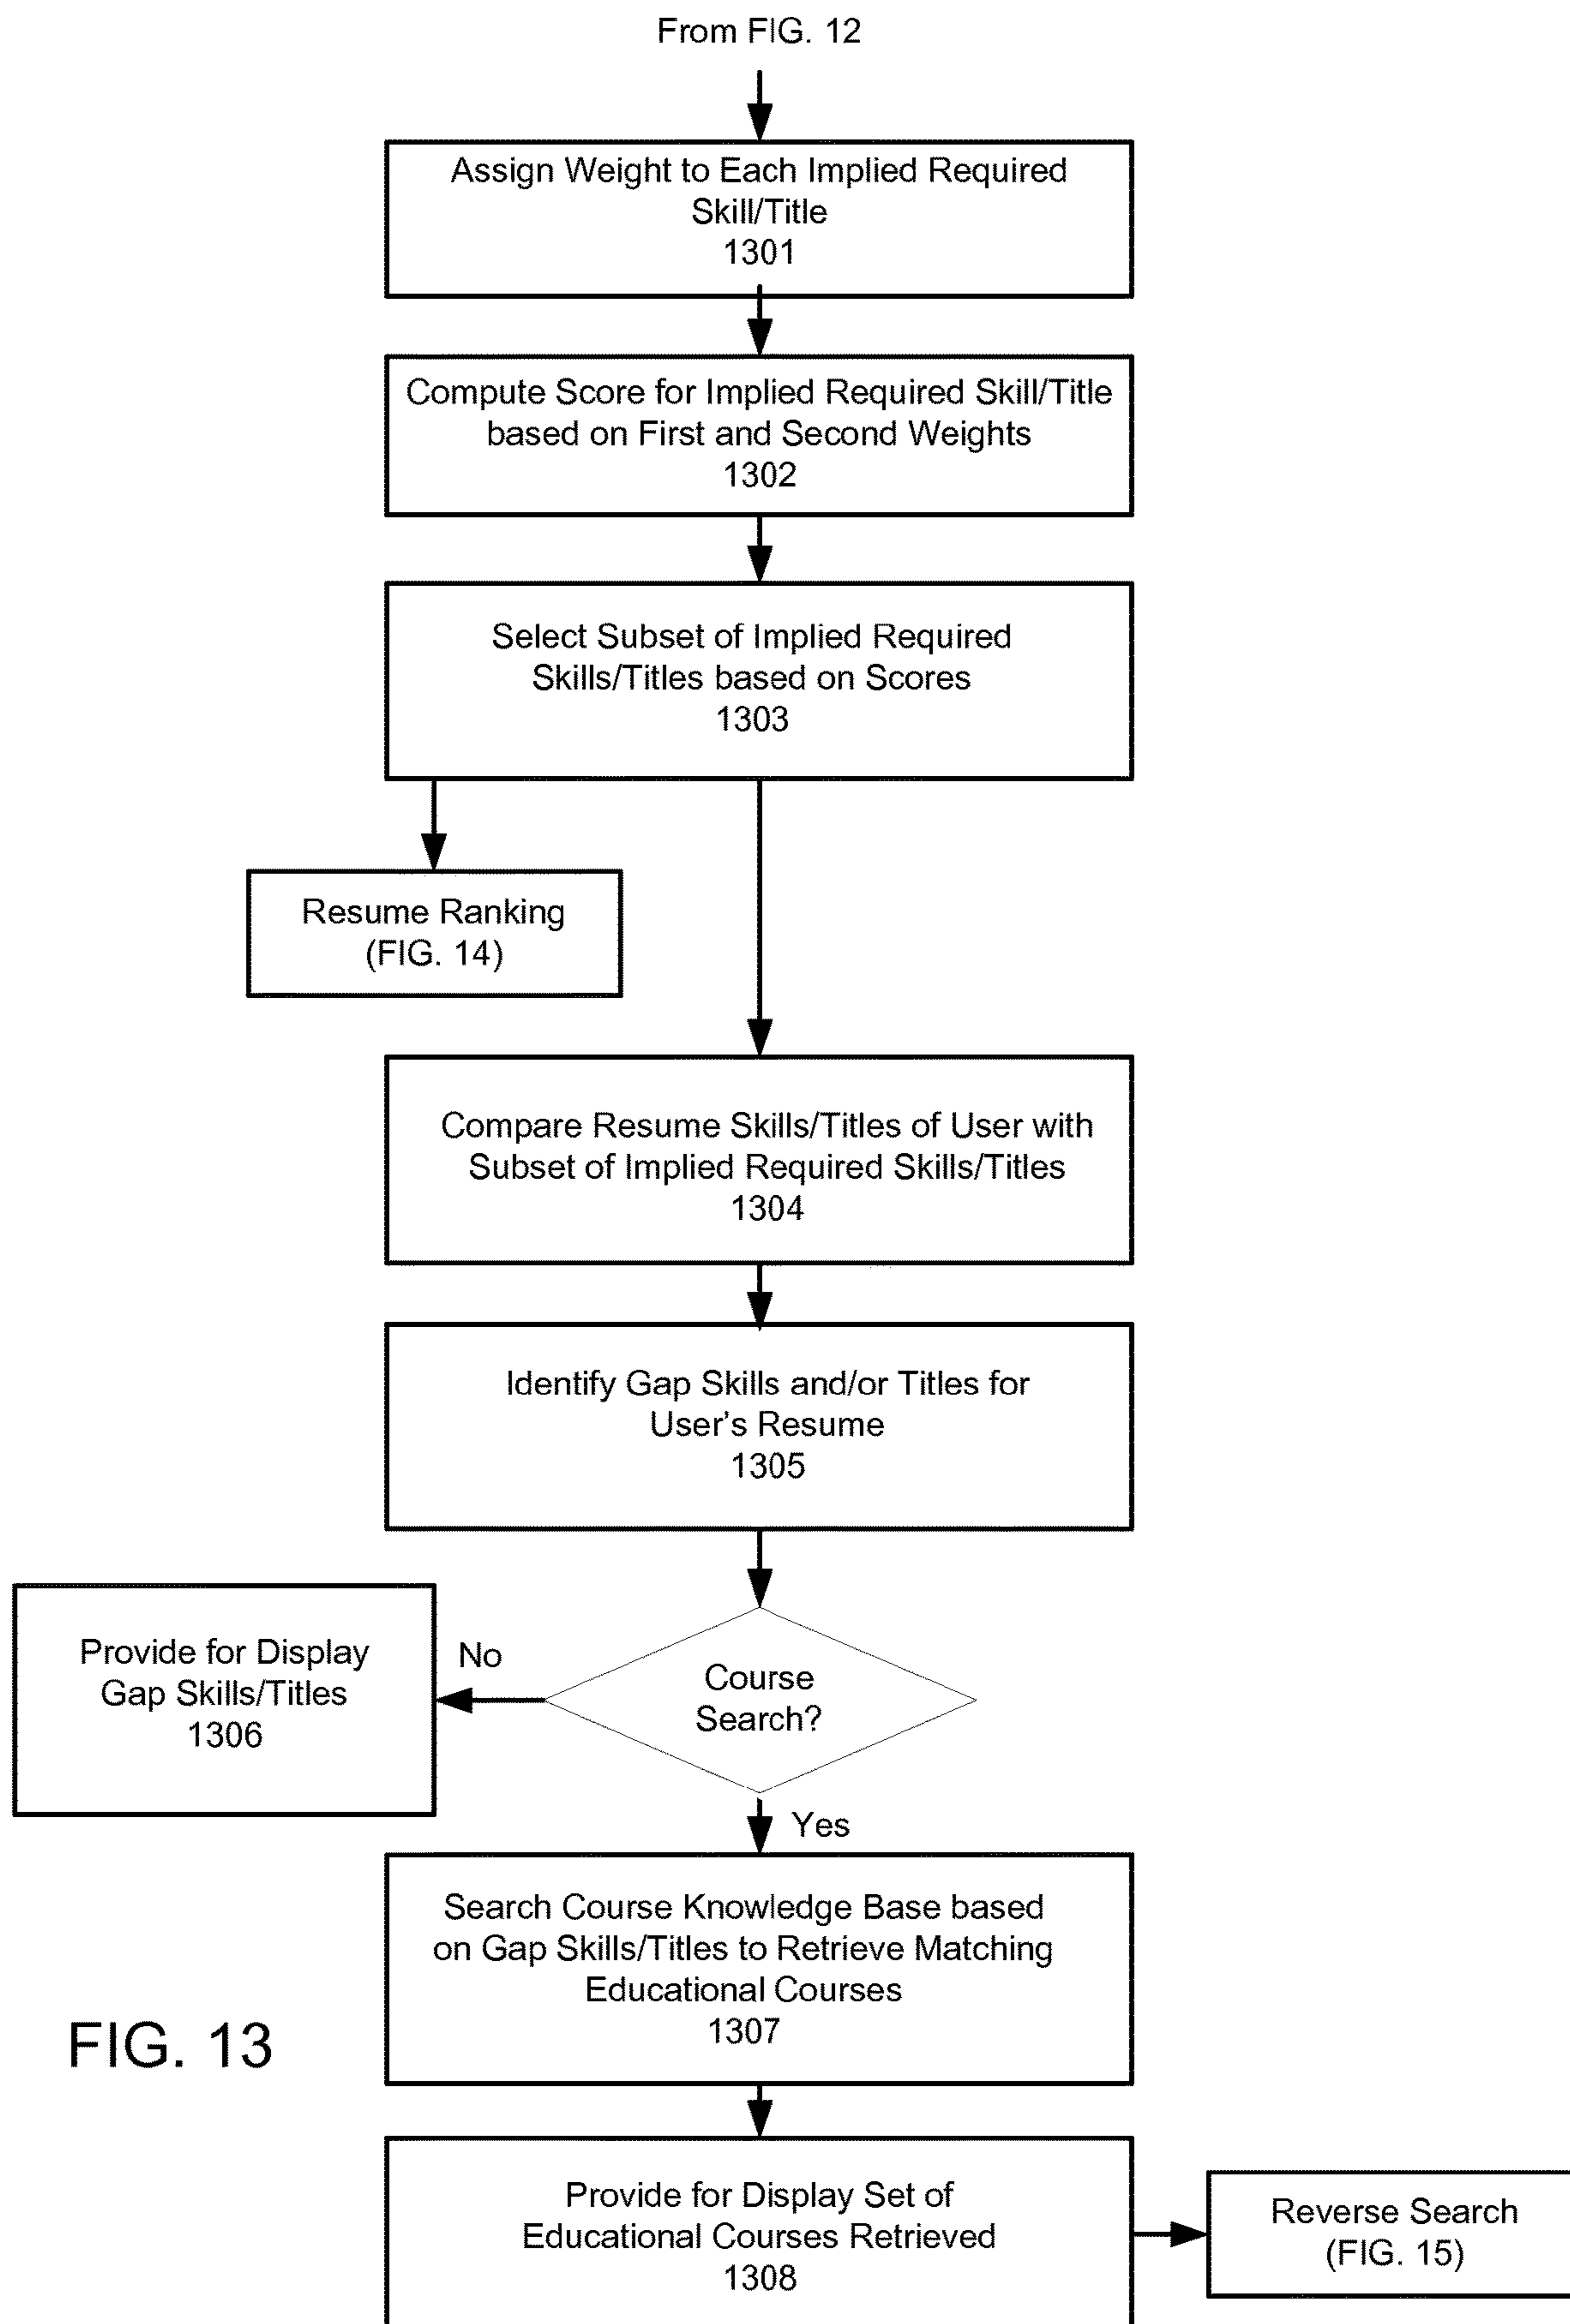 From FIG. 12
Assign Weight to Each Implied Required
Skill/Title
1301
Compute Score for Implied Required Skill/Title
based on First and Second Weights
1302
Select Subset of Implied Required
Skills/Titles based on Scores
1303
Resume Ranking
(FIG. 14)
Compare Resume Skills/Titles of User with
Subset of Implied Required Skills/Titles
1304
Identify Gap Skills and/or Titles for
User's Resume
1305
Provide for Display
Gap Skills/Titles
1306
No
Course
Search?
Yes
Search Course Knowledge Base based
on Gap Skills/Titles to Retrieve Matching
Educational Courses
1307
FIG. 13
Provide for Display Set of
Educational Courses Retrieved
1308
Reverse Search
(FIG. 15)